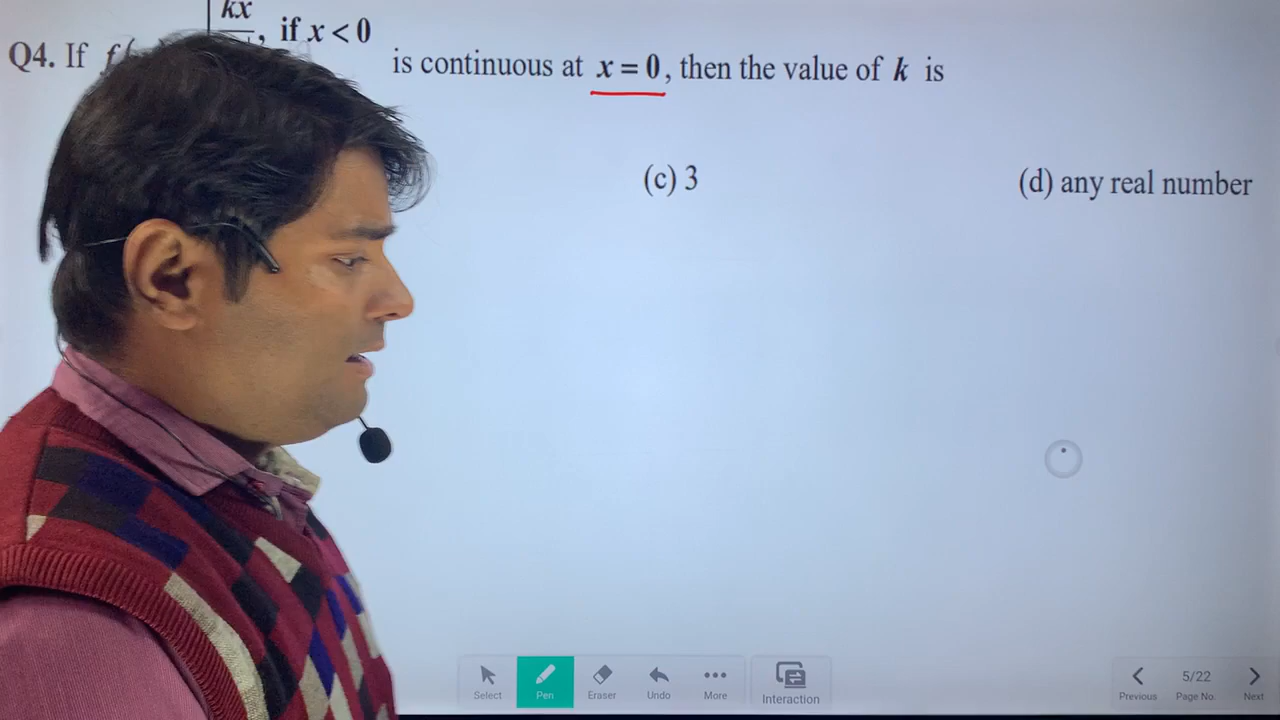 kx
, if x < 0
Q4. If f( is continuous at x = 0, then the value of k is
(c) 3 (d) any real number
Select Pen Eraser Undo More Interaction
5/22
Previous Page No. Next